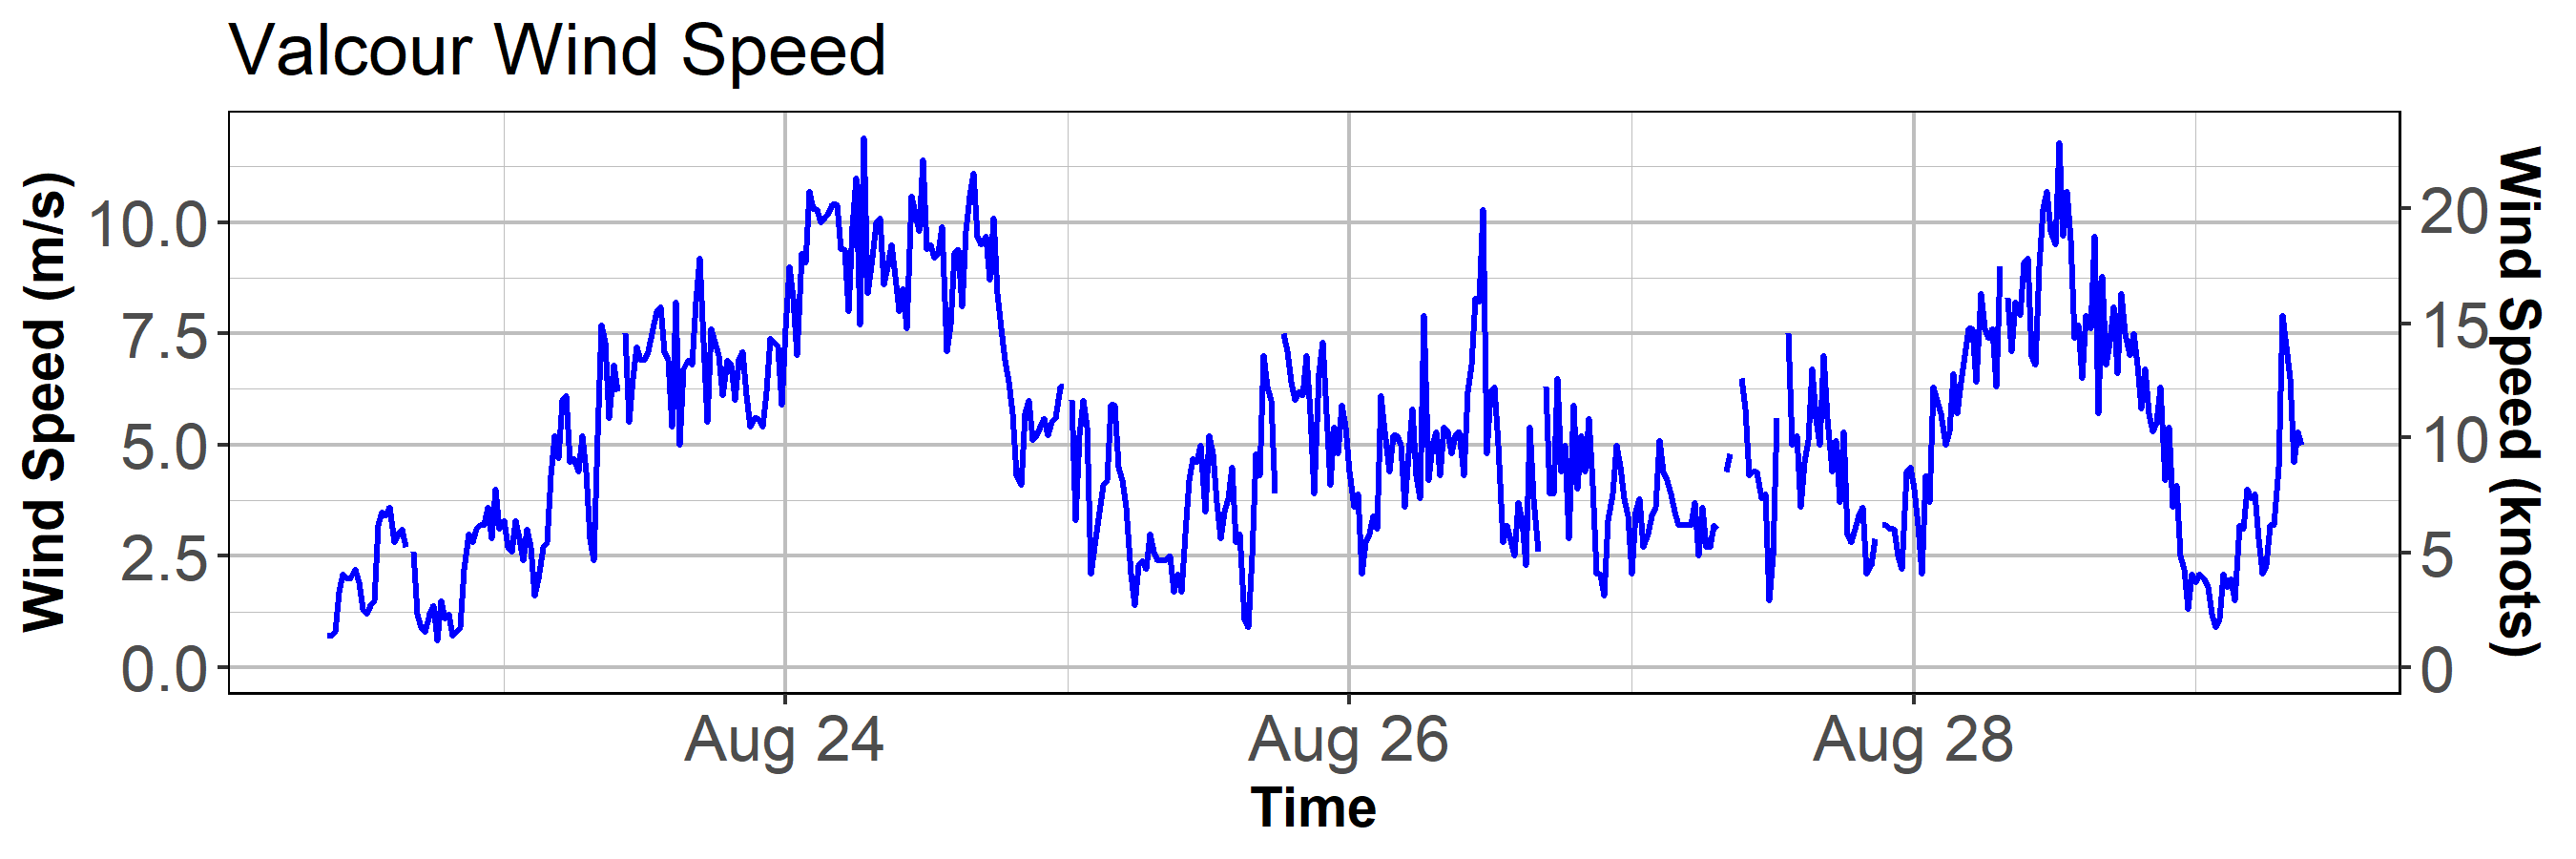 Valcour Wind Speed
Wind Speed (m/s)
10.0
7.5
5.0
2.5
0.0
20
15
10
5
0
Wind Speed (knots)
Aug 24
Aug 26
Aug 28
Time